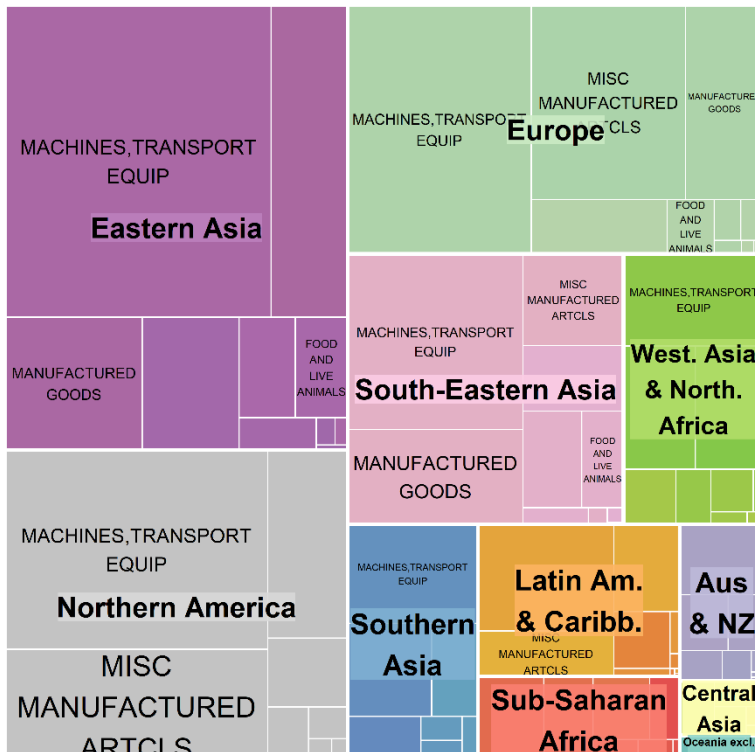 MACHINES,TRANSPORT
EQUIP
Eastern Asia
MANUFACTURED
GOODS
FOOD
AND
LIVE
ANIMALS
MACHINES,TRANSPORT
EQUIP
MISC
MANUFACTURED
ARTCLS
MANUFACTURED
GOODS
Europe
FOOD
AND
LIVE
ANIMALS
MACHINES,TRANSPORT
EQUIP
MISC
MANUFACTURED
ARTCLS
South-Eastern Asia
MANUFACTURED
GOODS
FOOD
AND
LIVE
ANIMALS
MACHINES,TRANSPORT
EQUIP
West. Asia
& North.
Africa
MACHINES,TRANSPORT
EQUIP
Northern America
MISC
MANUFACTURED
ARTCLS
MACHINES,TRANSPORT
EQUIP
Southern
Asia
Latin Am.
& Caribb.
MISC
MANUFACTURED
ARTCLS
Aus
& NZ
Sub-Saharan
Africa
Central
Asia
Oceania excl.